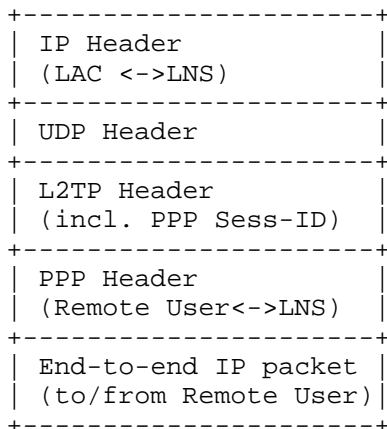 +----------------------+
| IP Header            |
| (LAC <->LNS)         |
+----------------------+
| UDP Header           |
+----------------------+
| L2TP Header          |
| (incl. PPP Sess-ID)  |
+----------------------+
| PPP Header           |
| (Remote User<->LNS)  |
+----------------------+
| End-to-end IP packet |
| (to/from Remote User)|
+----------------------+